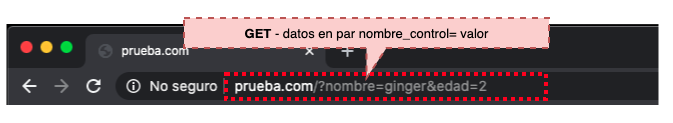 GET - datos en par nombre_control= valor
prueba.com
No seguro prueba.com/?nombre=ginger&edad=2